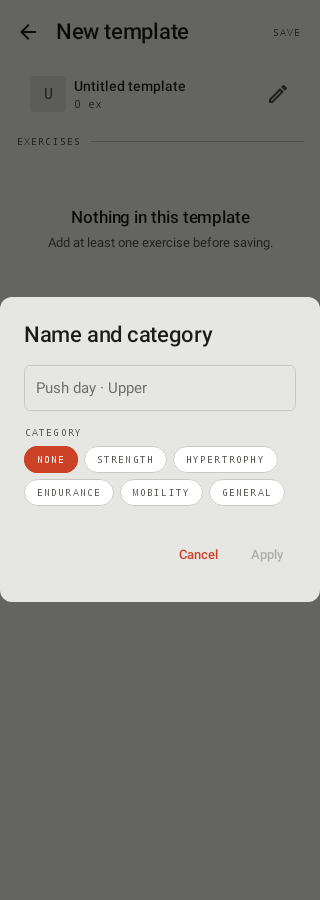 New template
SAVE
U
Untitled template
0 ex
EXERCISES
Nothing in this template
Add at least one exercise before saving.
Name and category
Push day · Upper
CATEGORY
NONE
STRENGTH
HYPERTROPHY
ENDURANCE
MOBILITY
GENERAL
Cancel
Apply